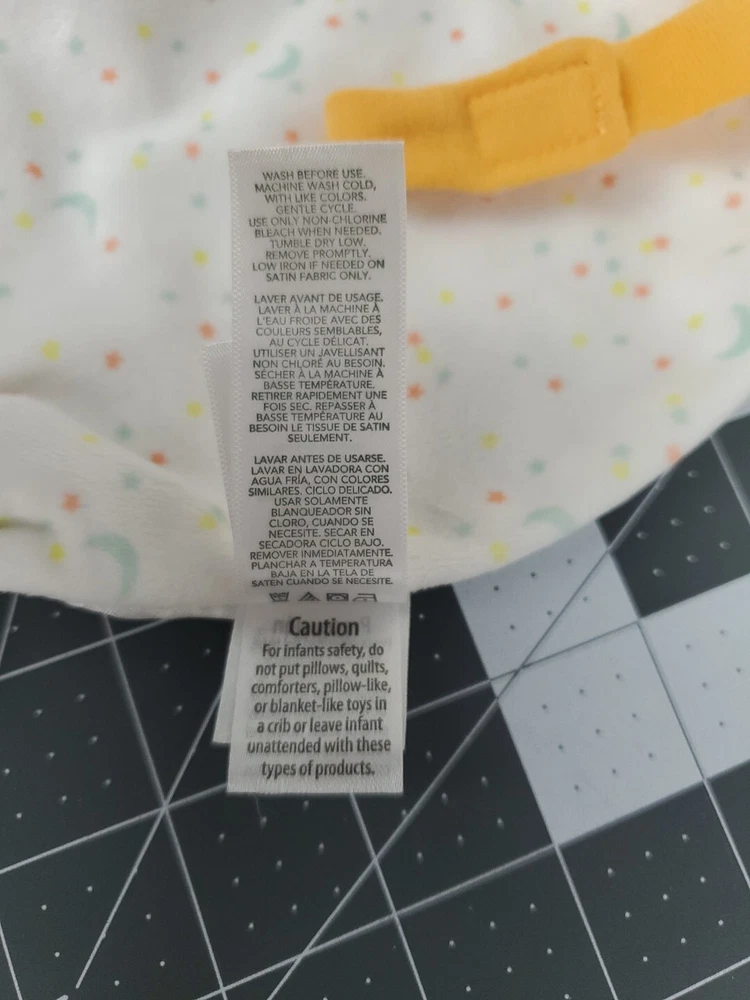 WASH BEFORE USE.
MACHINE WASH COLD,
WITH LIKE COLORS.
GENTLE CYCLE.
USE ONLY NON-CHLORINE
BLEACH WHEN NEEDED.
TUMBLE DRY LOW.
REMOVE PROMPTLY.
LOW IRON IF NEEDED ON
SATIN FABRIC ONLY.
LAVER AVANT DE USAGE.
LAVER À LA MACHINE À
L'EAU FROIDE AVEC DES
COULEURS SEMBLABLES,
AU CYCLE DÉLICAT.
UTILISER UN JAVELLISANT
NON CHLORÉ AU BESOIN.
SÉCHER À LA MACHINE À
BASSE TEMPÉRATURE.
RETIRER RAPIDEMENT UNE
FOIS SEC. REPASSER À
BASSE TEMPÉRATURE AU
BESOIN LE TISSUE DE SATIN
SEULEMENT.
LAVAR ANTES DE USARSE.
LAVAR EN LAVADORA CON
AGUA FRÍA, CON COLORES
SIMILARES. CICLO DELICADO.
USAR SOLAMENTE
BLANQUEADOR SIN
CLORO, CUANDO SE
NECESITE. SECAR EN
SECADORA CICLO BAJO.
REMOVER INMEDIATAMENTE.
PLANCHAR A TEMPERATURA
BAJA EN LA TELA DE
SATEN CUANDO SE NECESITE.
Caution
For infants safety, do
not put pillows, quilts,
comforters, pillow-like,
or blanket-like toys in
a crib or leave infant
unattended with these
types of products.